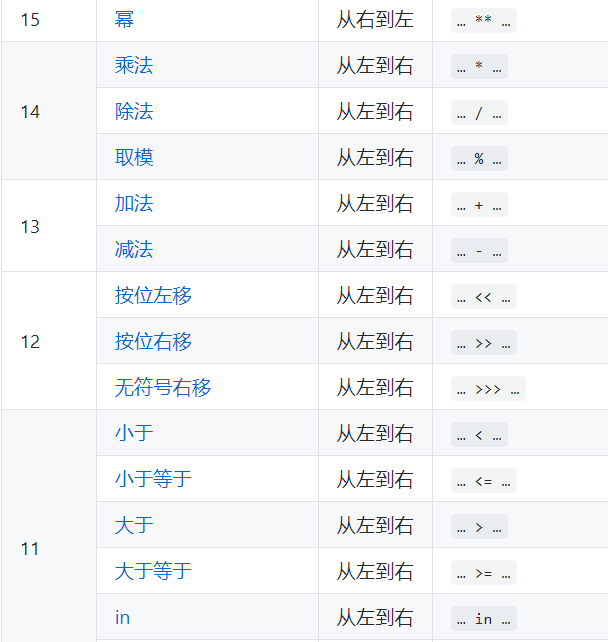 15 幂 从右到左 … ** …
乘法 从左到右 … * …
14 除法 从左到右 … / …
取模 从左到右 … % …
加法 从左到右 … + …
13
减法 从左到右 … - …
按位左移 从左到右 … << …
12 按位右移 从左到右 … >> …
无符号右移 从左到右 … >>> …
小于 从左到右 … < …
小于等于 从左到右 … <= …
大于 从左到右 … > …
11
大于等于 从左到右 … >= …
in 从左到右 … in …